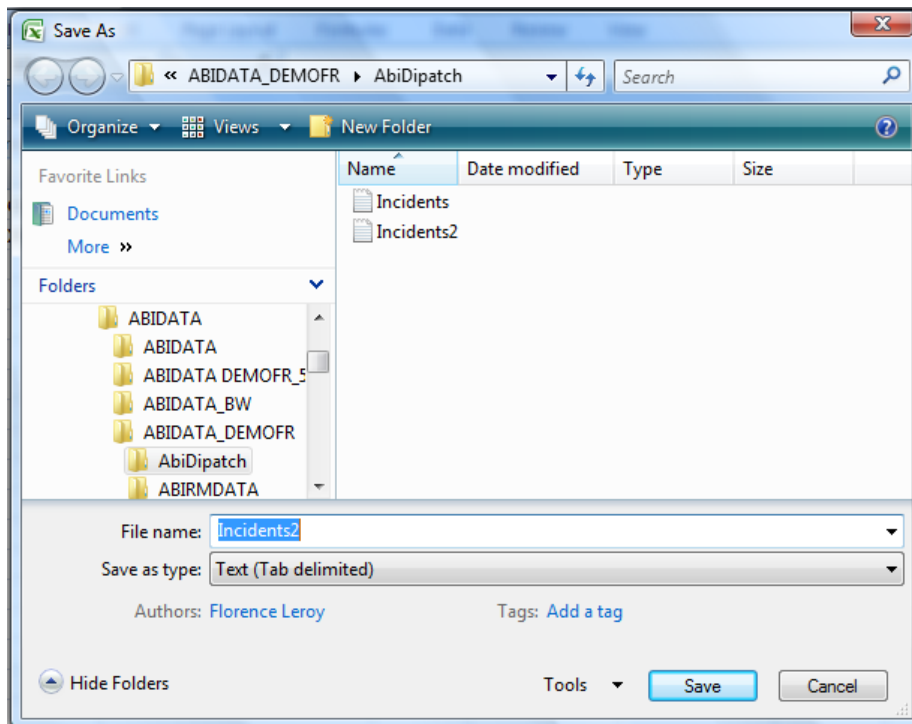 Save As
« ABIDATA_DEMOFR ▸ AbiDipatch Search
Organize Views New Folder
Favorite Links
Documents
More »
Folders
ABIDATA
ABIDATA
ABIDATA DEMOFR_5
ABIDATA_BW
ABIDATA_DEMOFR
AbiDipatch
ABIRMDATA
Name Date modified Type Size
Incidents
Incidents2
File name: Incidents2
Save as type: Text (Tab delimited)
Authors: Florence Leroy Tags: Add a tag
Hide Folders Tools Save Cancel